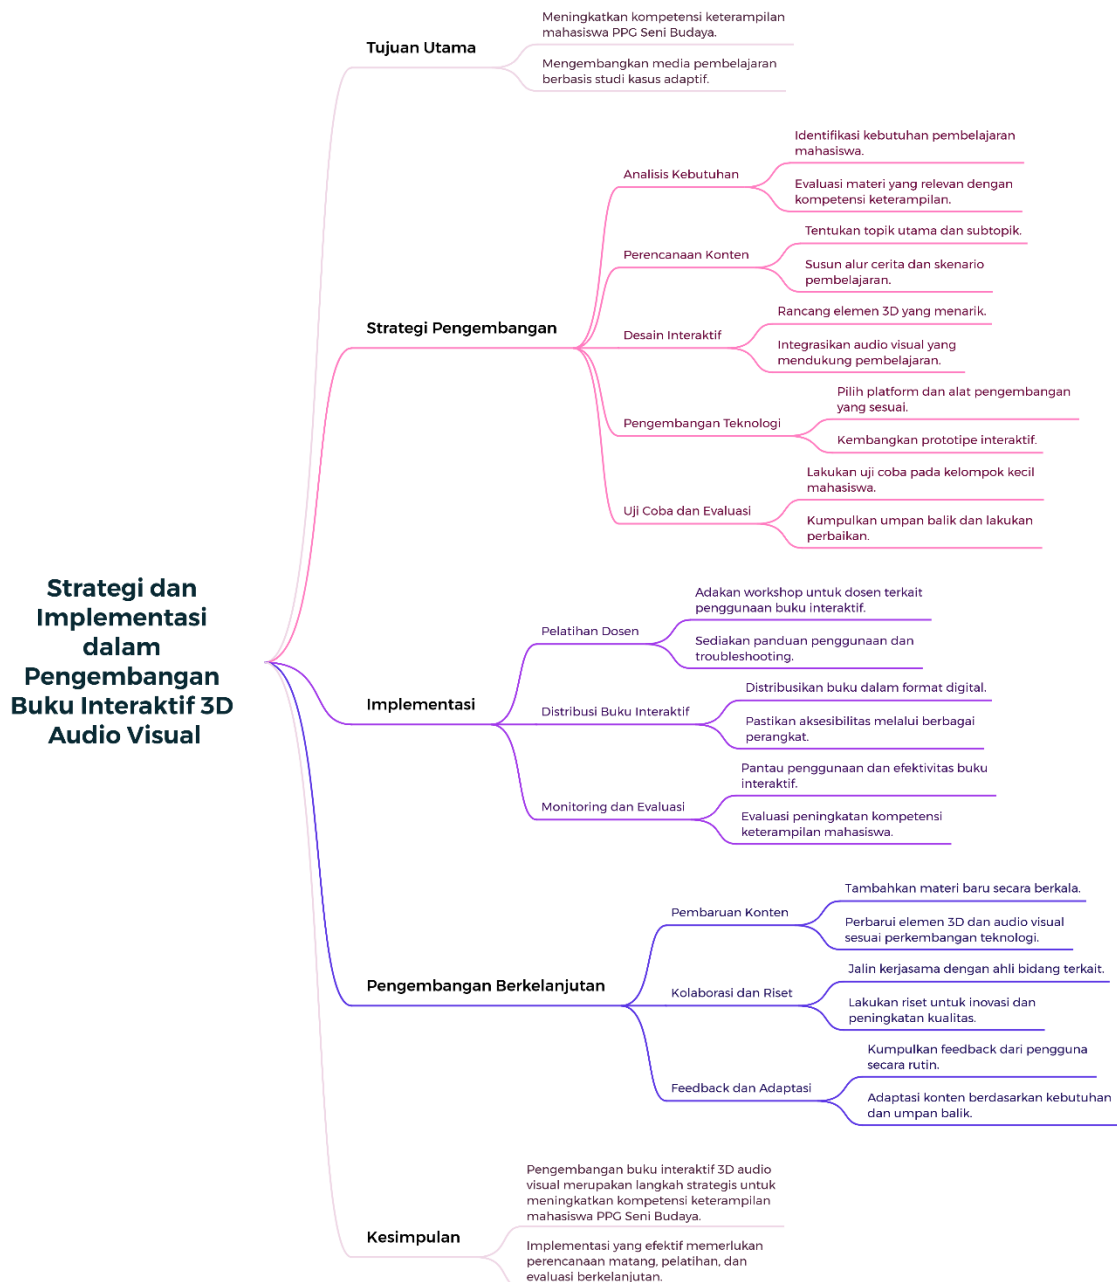 Strategi dan
Implementasi
dalam
Pengembangan
Buku Interaktif 3D
Audio Visual
Tujuan Utama
Meningkatkan kompetensi keterampilan
mahasiswa PPG Seni Budaya.
Mengembangkan media pembelajaran
berbasis studi kasus adaptif.
Strategi Pengembangan
Analisis Kebutuhan
Identifikasi kebutuhan pembelajaran
mahasiswa.
Evaluasi materi yang relevan dengan
kompetensi keterampilan.
Perencanaan Konten
Tentukan topik utama dan subtopik.
Susun alur cerita dan skenario
pembelajaran.
Desain Interaktif
Rancang elemen 3D yang menarik.
Integrasikan audio visual yang
mendukung pembelajaran.
Pengembangan Teknologi
Pilih platform dan alat pengembangan
yang sesuai.
Kembangkan prototipe interaktif.
Uji Coba dan Evaluasi
Lakukan uji coba pada kelompok kecil
mahasiswa.
Kumpulkan umpan balik dan lakukan
perbaikan.
Implementasi
Pelatihan Dosen
Adakan workshop untuk dosen terkait
penggunaan buku interaktif.
Sediakan panduan penggunaan dan
troubleshooting.
Distribusi Buku Interaktif
Distribusikan buku dalam format digital.
Pastikan aksesibilitas melalui berbagai
perangkat.
Monitoring dan Evaluasi
Pantau penggunaan dan efektivitas buku
interaktif.
Evaluasi peningkatan kompetensi
keterampilan mahasiswa.
Pengembangan Berkelanjutan
Pembaruan Konten
Tambahkan materi baru secara berkala.
Perbarui elemen 3D dan audio visual
sesuai perkembangan teknologi.
Kolaborasi dan Riset
Jalin kerjasama dengan ahli bidang terkait.
Lakukan riset untuk inovasi dan
peningkatan kualitas.
Feedback dan Adaptasi
Kumpulkan feedback dari pengguna
secara rutin.
Adaptasi konten berdasarkan kebutuhan
dan umpan balik.
Kesimpulan
Pengembangan buku interaktif 3D audio
visual merupakan langkah strategis untuk
meningkatkan kompetensi keterampilan
mahasiswa PPG Seni Budaya.
Implementasi yang efektif memerlukan
perencanaan matang, pelatihan, dan
evaluasi berkelanjutan.